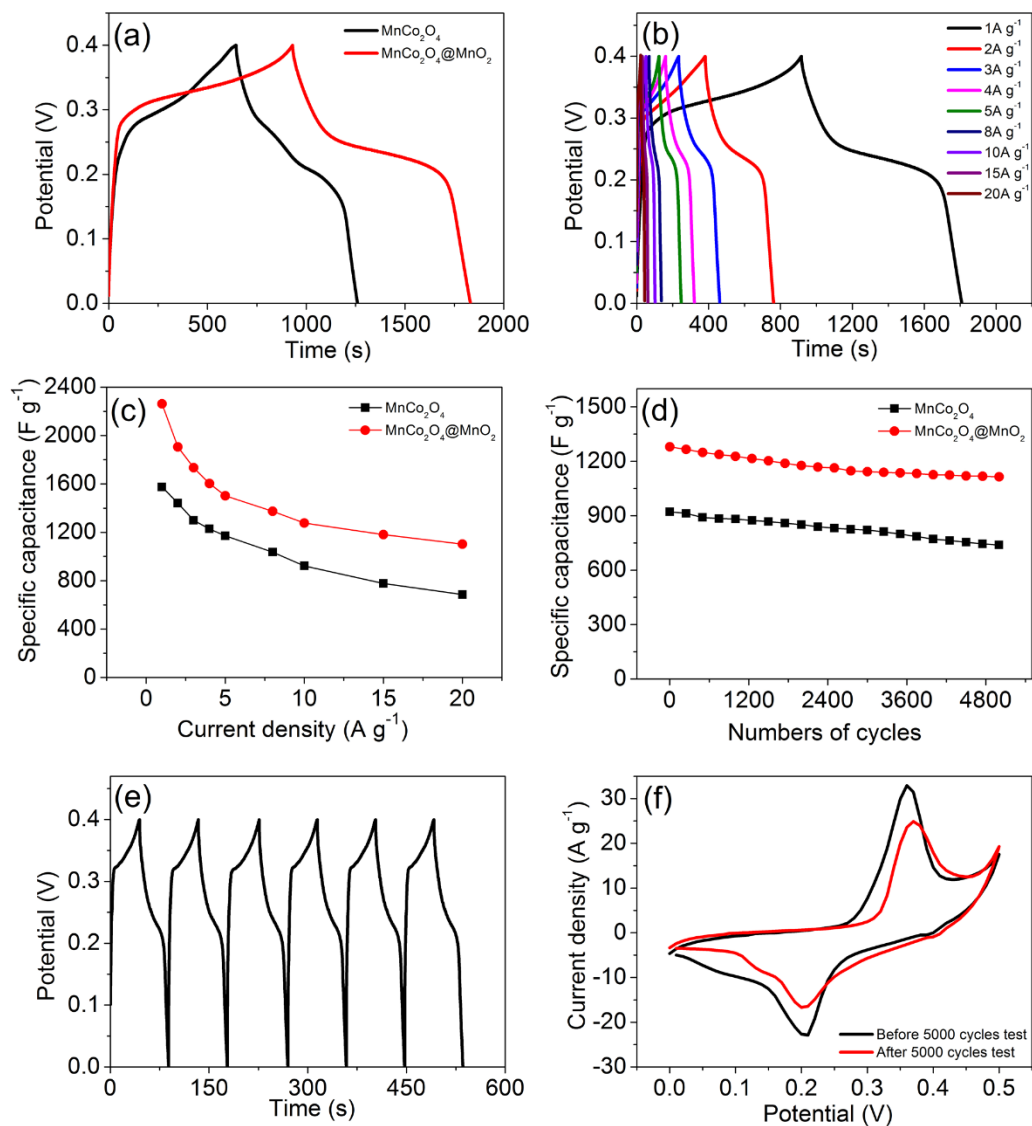 (a)
MnCo₂O₄
MnCo₂O₄@MnO₂
0.4
0.3
0.2
0.1
0.0
Potential (V)
0 500 1000 1500 2000
Time (s)
(b)
1A g⁻¹
2A g⁻¹
3A g⁻¹
4A g⁻¹
5A g⁻¹
8A g⁻¹
10A g⁻¹
15A g⁻¹
20A g⁻¹
0.4
0.3
0.2
0.1
0.0
Potential (V)
0 400 800 1200 1600 2000
Time (s)
(c)
MnCo₂O₄
MnCo₂O₄@MnO₂
2400
2000
1600
1200
800
400
0
Specific capacitance (F g⁻¹)
0 5 10 15 20
Current density (A g⁻¹)
(d)
MnCo₂O₄
MnCo₂O₄@MnO₂
1500
1200
900
600
300
0
Specific capacitance (F g⁻¹)
0 1200 2400 3600 4800
Numbers of cycles
(e)
0.4
0.3
0.2
0.1
0.0
Potential (V)
0 150 300 450 600
Time (s)
(f)
30
20
10
0
-10
-20
-30
Current density (A g⁻¹)
Before 5000 cycles test
After 5000 cycles test
0.0 0.1 0.2 0.3 0.4 0.5
Potential (V)